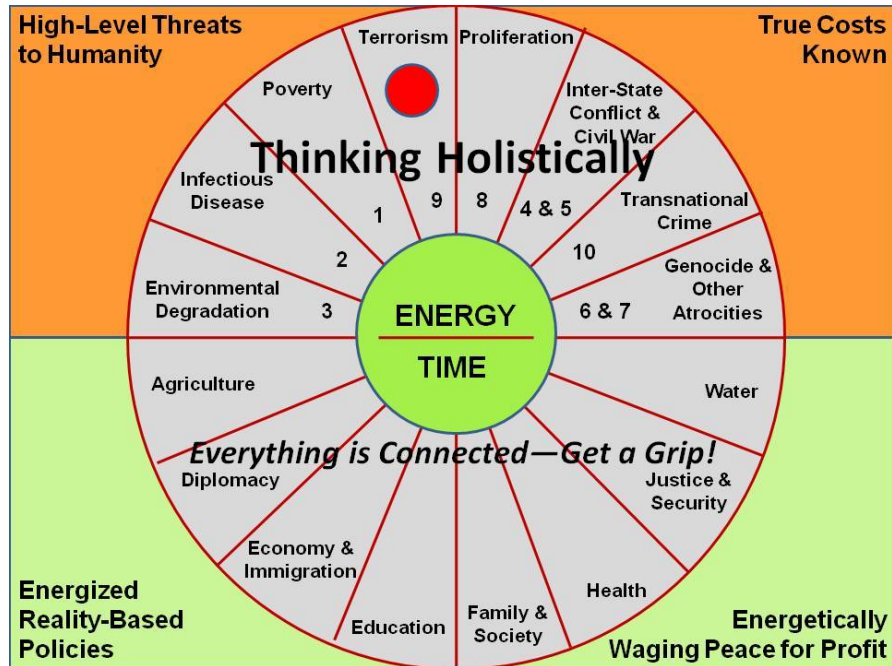 High-Level Threats
to Humanity
True Costs
Known
Terrorism
Proliferation
Poverty
Inter-State
Conflict &
Civil War
Thinking Holistically
Infectious
Disease
Transnational
Crime
1
9
8
4 & 5
2
10
Environmental
Degradation
3
Genocide &
Other
Atrocities
6 & 7
ENERGY
TIME
Agriculture
Water
Everything is Connected—Get a Grip!
Diplomacy
Justice &
Security
Economy &
Immigration
Health
Education
Family &
Society
Energized
Reality-Based
Policies
Energetically
Waging Peace for Profit